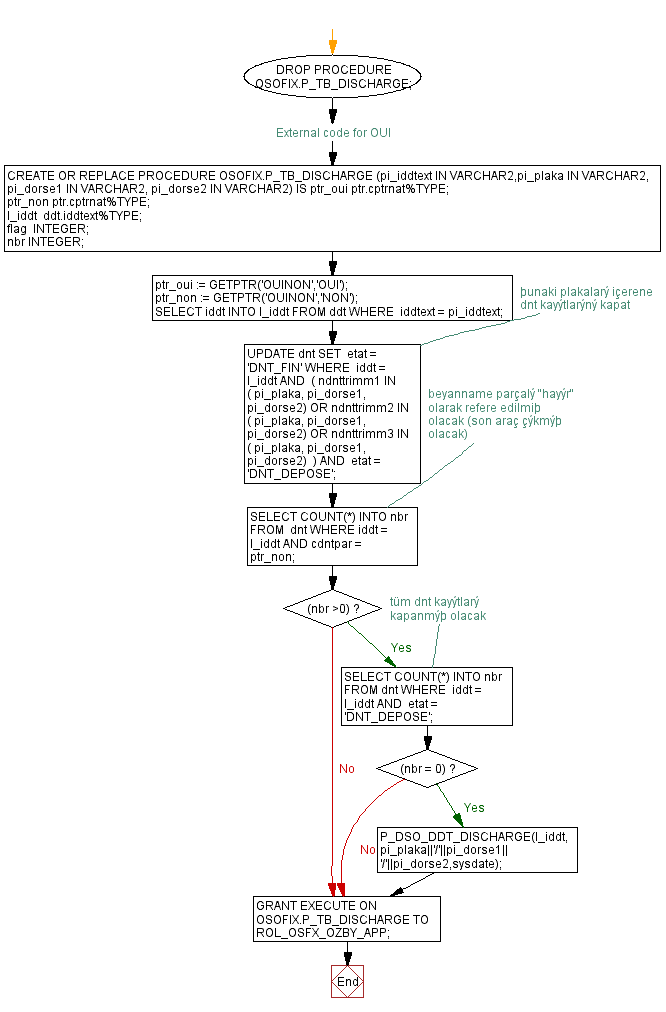 DROP PROCEDURE
OSOFIX.P_TB_DISCHARGE;
External code for OUI
CREATE OR REPLACE PROCEDURE OSOFIX.P_TB_DISCHARGE (pi_iddtext IN VARCHAR2,pi_plaka IN VARCHAR2,
pi_dorse1 IN VARCHAR2, pi_dorse2 IN VARCHAR2) IS ptr_oui ptr.cptrnat%TYPE;
ptr_non ptr.cptrnat%TYPE;
l_iddt ddt.iddtext%TYPE;
flag INTEGER;
nbr INTEGER;
ptr_oui := GETPTR('OUINON','OUI');
ptr_non := GETPTR('OUINON','NON');
SELECT iddt INTO l_iddt FROM ddt WHERE iddtext = pi_iddtext;
þunaki plakalarý içerene
dnt kayýtlarýný kapat
UPDATE dnt SET etat =
'DNT_FIN' WHERE iddt =
l_iddt AND ( ndnttrimm1 IN
( pi_plaka, pi_dorse1,
pi_dorse2) OR ndnttrimm2 IN
( pi_plaka, pi_dorse1,
pi_dorse2) OR ndnttrimm3 IN
( pi_plaka, pi_dorse1,
pi_dorse2) ) AND etat =
'DNT_DEPOSE';
beyanname parçalý "hayýr"
olarak refere edilmiþ
olacak (son araç çýkmýþ
olacak)
SELECT COUNT(*) INTO nbr
FROM dnt WHERE iddt =
l_iddt AND cdntpar =
ptr_non;
(nbr >0) ?
tüm dnt kayýtlarý
kapanmýþ olacak
Yes
SELECT COUNT(*) INTO nbr
FROM dnt WHERE iddt =
l_iddt AND etat =
'DNT_DEPOSE';
No
(nbr = 0) ?
Yes
No
P_DSO_DDT_DISCHARGE(l_iddt,
pi_plaka||'/'||pi_dorse1||
'/'||pi_dorse2,sysdate);
GRANT EXECUTE ON
OSOFIX.P_TB_DISCHARGE TO
ROL_OSFX_OZBY_APP;
End